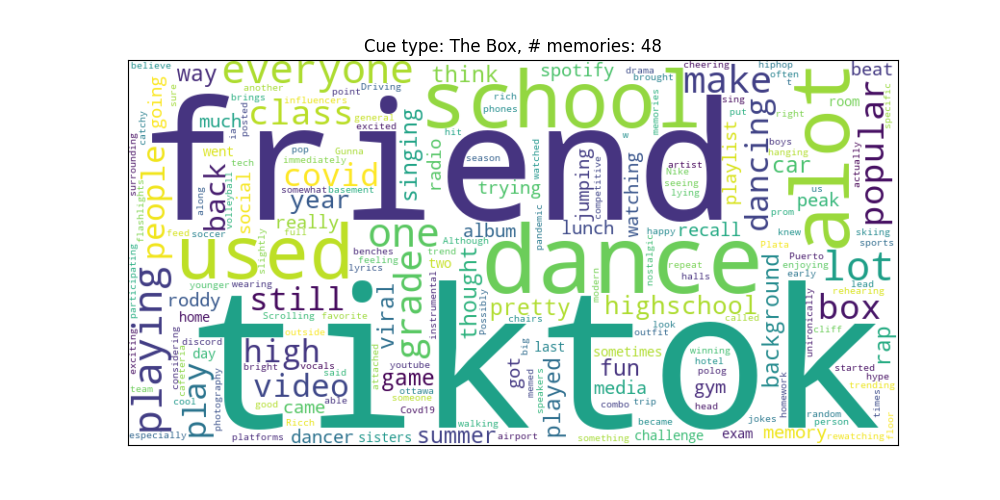 Cue type: The Box, # memories: 48
believe
another
way
everyone
think
spotify
drama
brought
make
cheering
hiphop
often
t
beat
going
sure
brings
point
Driving
influencers
rich
phones
school
memories
sing
put
alot
room
specific
people
much
posted
class
general
excited
singing
radio
hit
w
playlist
dancing
right
popular
catchy
ia
friend
surrounding
went
tech
pop
immediately
Gunna
season
watched
jumping
competitive
watching
artist
Nike
seeing
lying
boys
hanging
car
actually
back
social
covid
somewhat
basement
trying
us
peak
along
volleyball
year
prom
flashlights
feed
soccer
really
full
album
Although
pandemic
lunch
happy
recall
knew
skiing
sports
used
slightly
one
trend
dance
nostalgic
Plata
Puerto
enjoying
lot
participating
benches
feeling
lyrics
two
thought
repeat
halls
modern
early
lead
younger
wearing
grade
instrumental
Possibly
background
rehearing
playing
roddy
still
Scrolling
favorite
viral
pretty
highschool
called
box
home
chairs
look
outfit
cliff
unironically
rap
exciting
considering
discord
outside
tiktok
day
high
bright
vocals
said
youtube
attached
last
big
sometimes
winning
hotel
started
hype
team
cafeteria
cool
play
photography
video
able
game
ottawa
someone
got
memed
fun
media
polog
gym
head
homework
trending
times
good
came
Ricch
Covd19
played
speakers
combo
trip
became
jokes
random
person
floor
especially
platforms
dancer
sisters
walking
summer
airport
something
challenge
exam
memory
rewatching